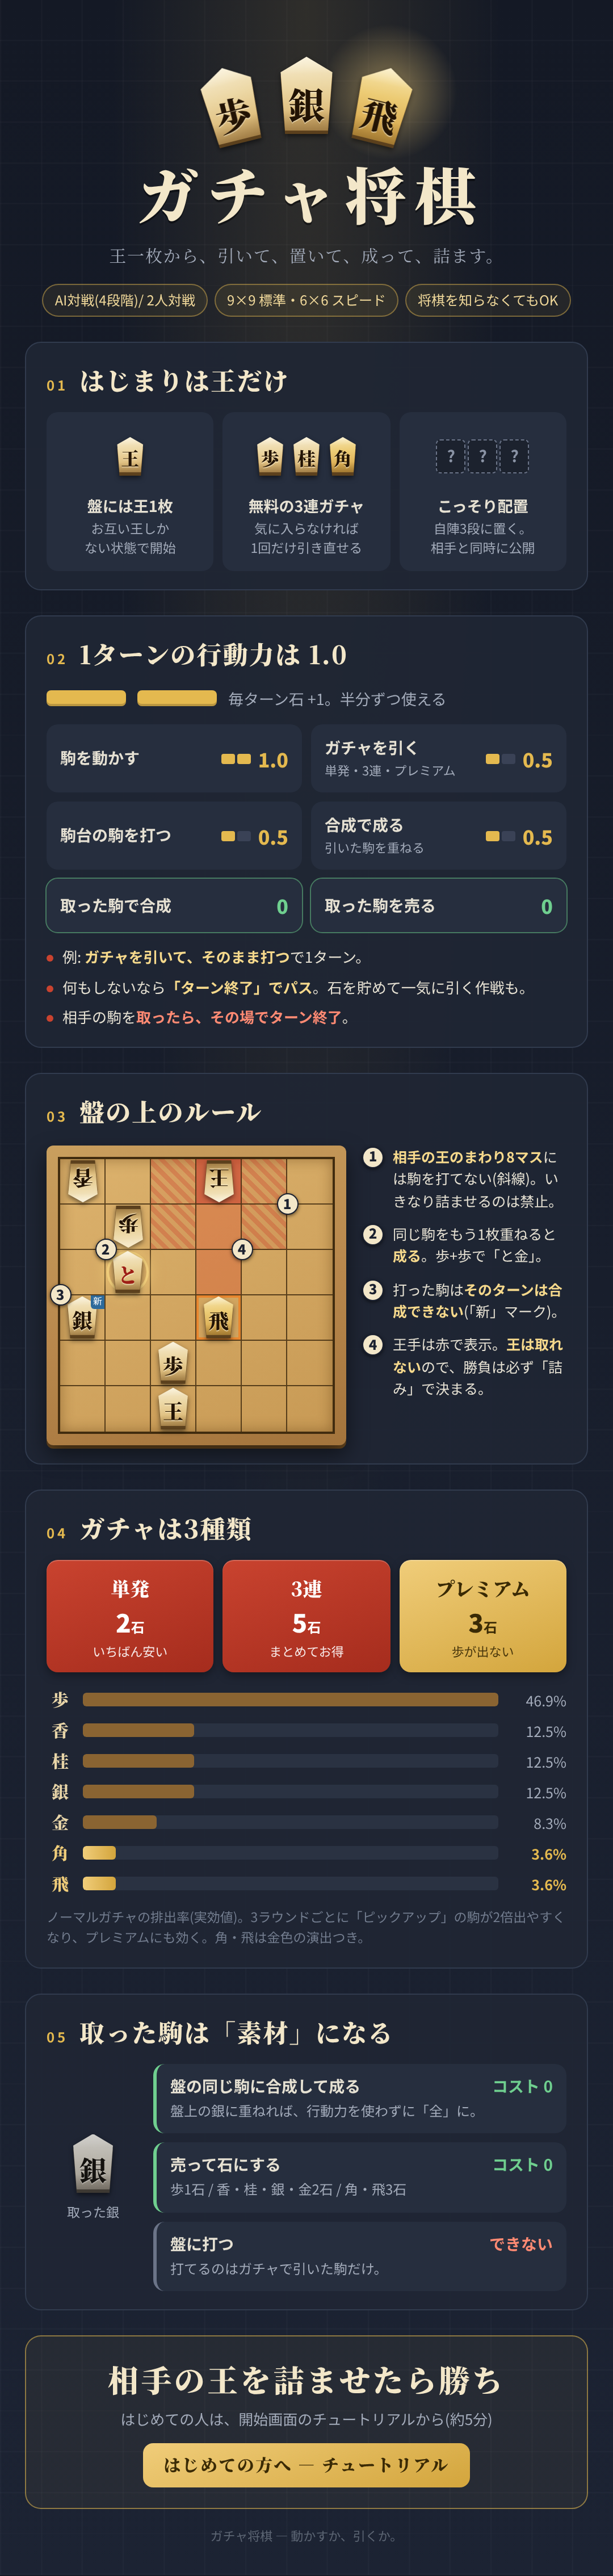 歩 銀 飛
ガチャ将棋
王一枚から、引いて、置いて、成って、詰ます。
AI対戦(4段階)/ 2人対戦
9×9 標準・6×6 スピード
将棋を知らなくてもOK
01 はじまりは王だけ
王
盤には王1枚
お互い王しか
ない状態で開始
歩 桂 角
無料の3連ガチャ
気に入らなければ
1回だけ引き直せる
? ? ?
こっそり配置
自陣3段に置く。
相手と同時に公開
02 1ターンの行動力は 1.0
毎ターン石 +1。半分ずつ使える
駒を動かす 1.0
ガチャを引く 0.5
単発・3連・プレミアム
駒台の駒を打つ 0.5
合成で成る 0.5
引いた駒を重ねる
取った駒で合成 0
取った駒を売る 0
例: ガチャを引いて、そのまま打つで1ターン。
何もしないなら「ターン終了」でパス。石を貯めて一気に引く作戦も。
相手の駒を取ったら、その場でターン終了。
03 盤の上のルール
香 王
1
歩
2 4
と
3
新
銀 飛
歩
王
1 相手の王のまわり8マスに
は駒を打てない(斜線)。い
きなり詰ませるのは禁止。
2 同じ駒をもう1枚重ねると
成る。歩+歩で「と金」。
3 打った駒はそのターンは合
成できない(「新」マーク)。
4 王手は赤で表示。王は取れ
ないので、勝負は必ず「詰
み」で決まる。
04 ガチャは3種類
単発
2石
いちばん安い
3連
5石
まとめてお得
プレミアム
3石
歩が出ない
歩 46.9%
香 12.5%
桂 12.5%
銀 12.5%
金 8.3%
角 3.6%
飛 3.6%
ノーマルガチャの排出率(実効値)。3ラウンドごとに「ピックアップ」の駒が2倍出やすく
なり、プレミアムにも効く。角・飛は金色の演出つき。
05 取った駒は「素材」になる
銀
取った銀
盤の同じ駒に合成して成る コスト 0
盤上の銀に重ねれば、行動力を使わずに「全」に。
売って石にする コスト 0
歩1石 / 香・桂・銀・金2石 / 角・飛3石
盤に打つ できない
打てるのはガチャで引いた駒だけ。
相手の王を詰ませたら勝ち
はじめての人は、開始画面のチュートリアルから(約5分)
はじめての方へ — チュートリアル
ガチャ将棋 — 動かすか、引くか。